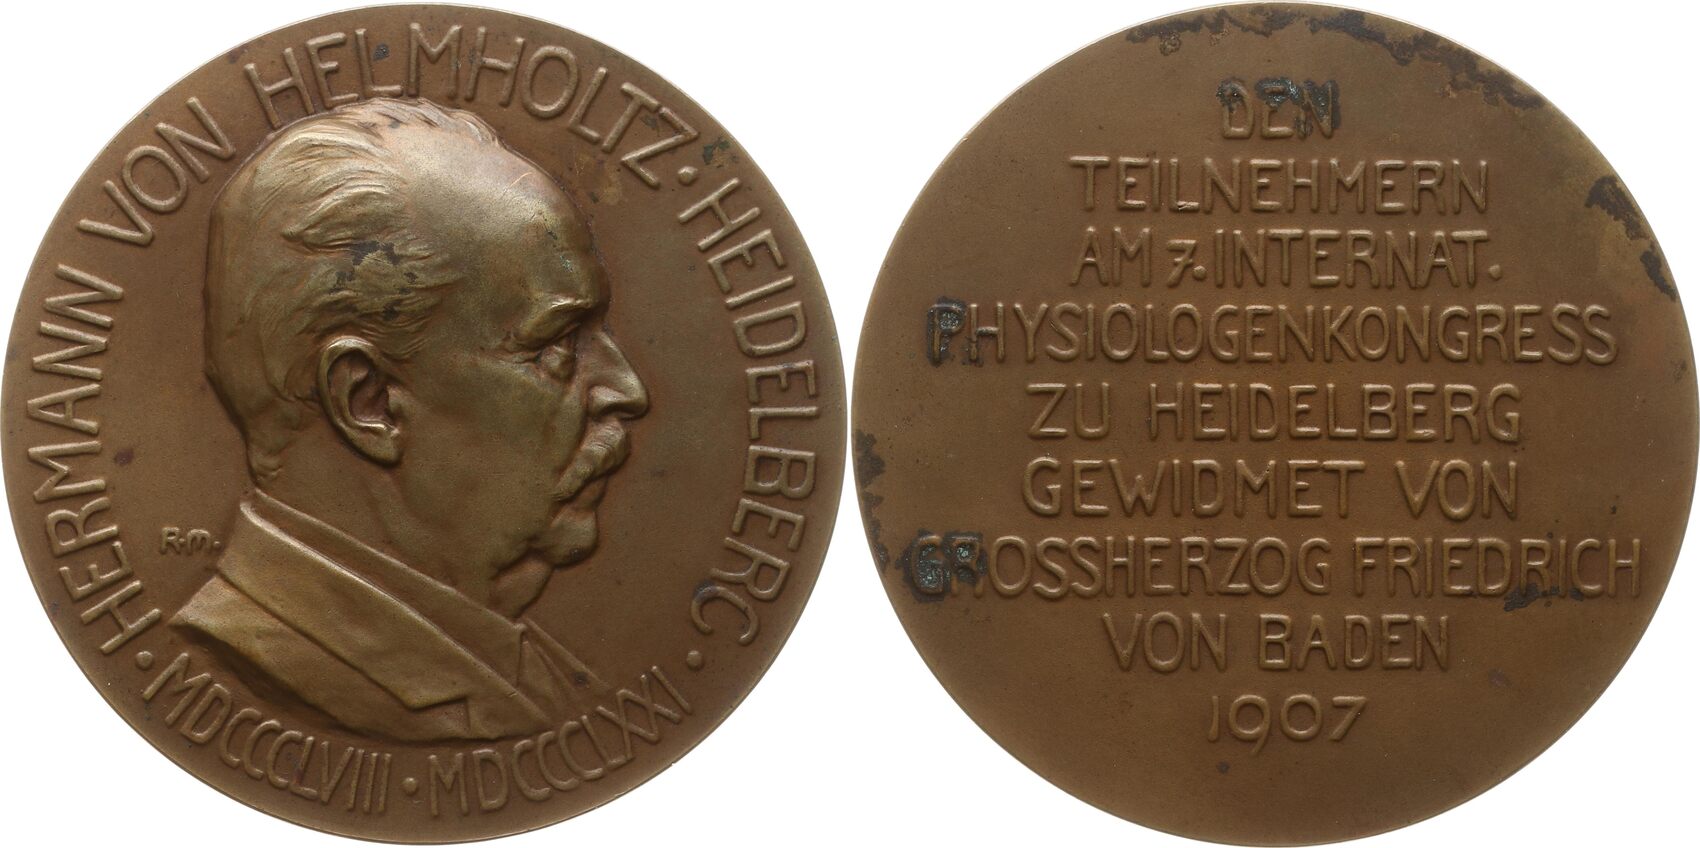 HERMANN VON HELMHOLTZ · HEIDELBERG ·
MDCCCLVIII · MDCCCLXXI ·
R·M·
DEN
TEILNEHMERN
AM 7. INTERNAT.
PHYSIOLOGENKONGRESS
ZU HEIDELBERG
GEWIDMET VON
GROSSHERZOG FRIEDRICH
VON BADEN
1907